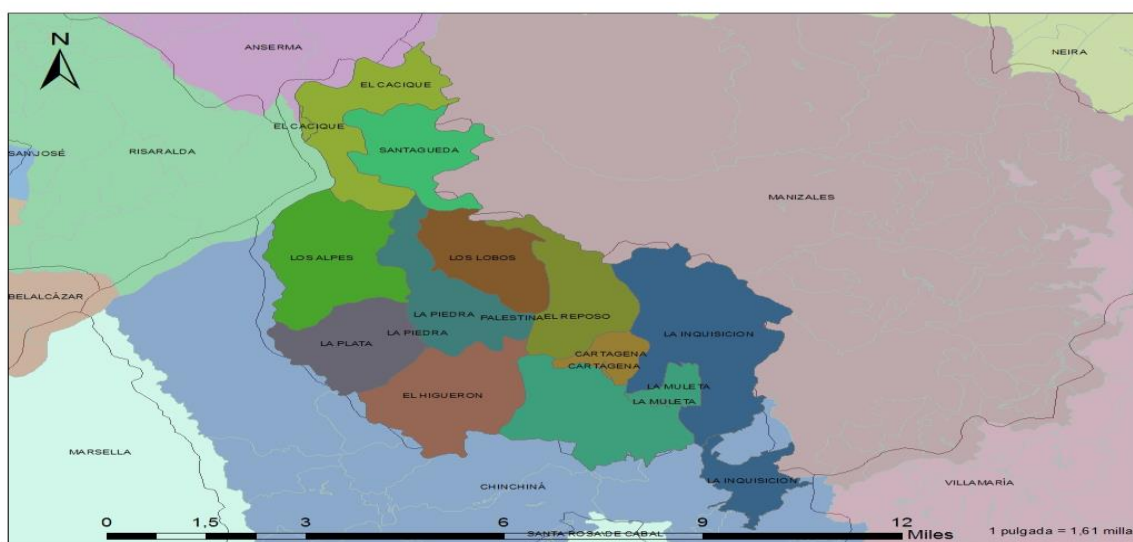 N
ANSERMA
NEIRA
EL CACIQUE
EL CACIQUE
SAN JOSÉ
RISARALDA
SANTAGUEDA
MANIZALES
LOS ALPES
LOS LOBOS
BELALCÁZAR
LA PIEDRA
PALESTINA
EL REPOSO
LA PIEDRA
LA INQUISICION
LA PLATA
CARTAGENA
CARTAGENA
LA MULETA
EL HIGUERON
LA MULETA
MARSELLA
CHINCHINÁ
LA INQUISICION
VILLAMARÍA
0 1.5 3 6 9 12
Miles
SANTA ROSA DE CABAL
1 pulgada = 1,61 milla